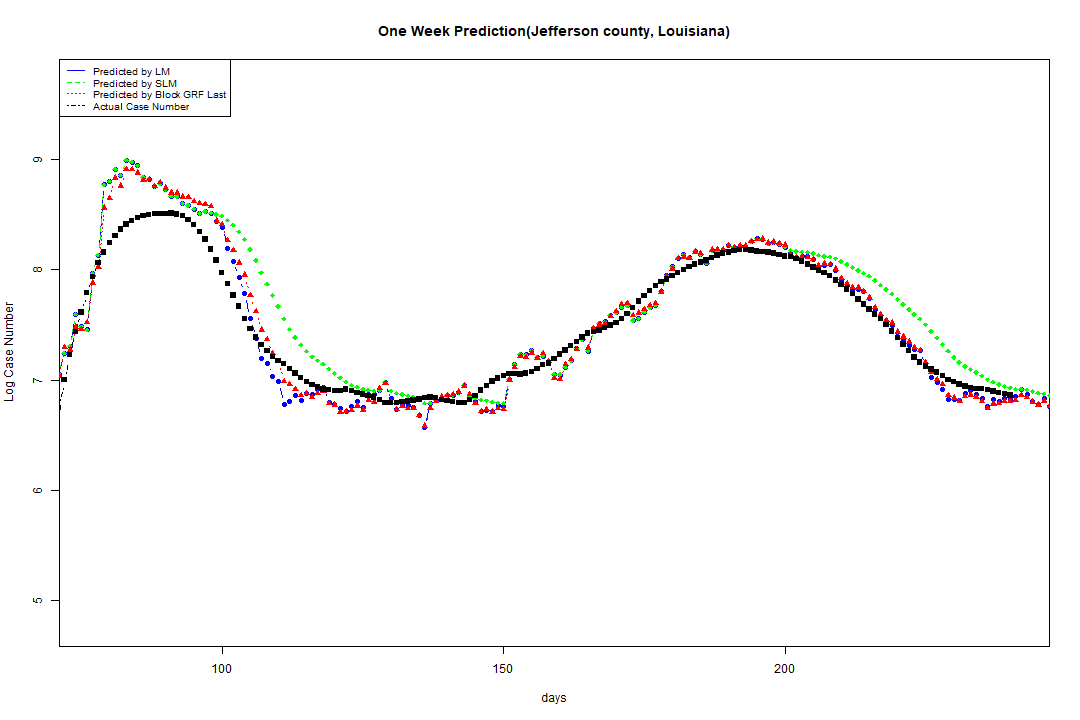 One Week Prediction(Jefferson county, Louisiana)
Predicted by LM
Predicted by SLM
Predicted by Block GRF Last
Actual Case Number
9
8
7
6
5
Log Case Number
100 150 200
days